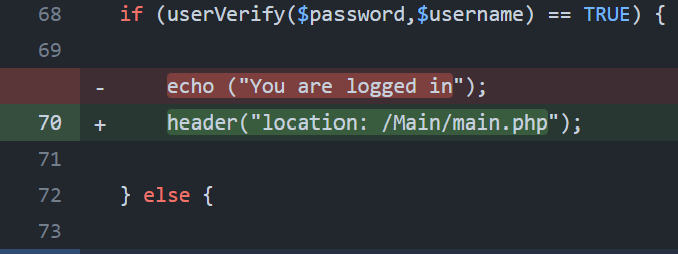 68 if (userVerify($password,$username) == TRUE) {
69
- echo ("You are logged in");
70 + header("location: /Main/main.php");
71
72 } else {
73